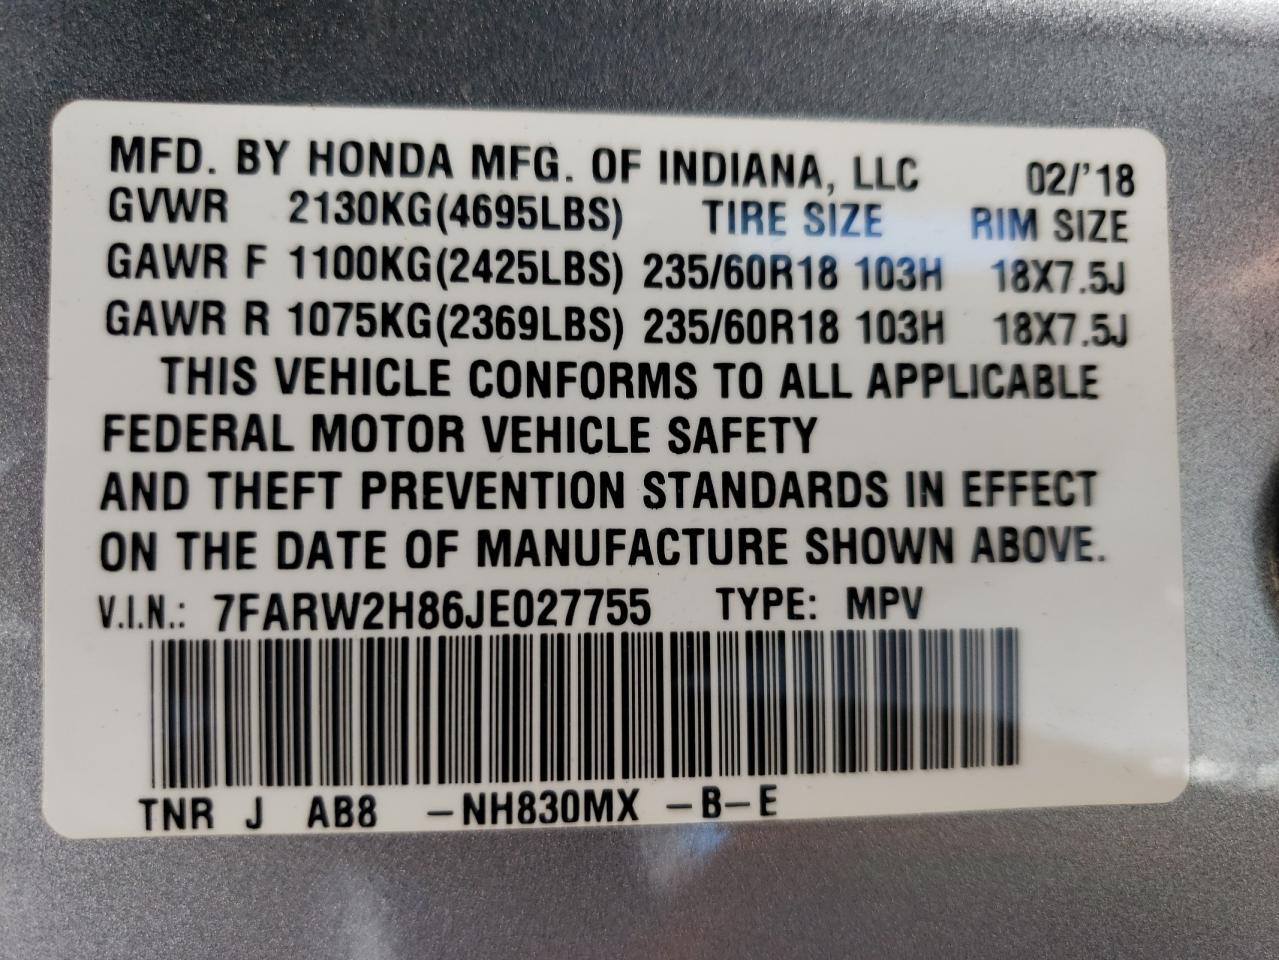 MFD. BY HONDA MFG. OF INDIANA, LLC 02/'18
GVWR 2130KG(4695LBS) TIRE SIZE RIM SIZE
GAWR F 1100KG(2425LBS) 235/60R18 103H 18X7.5J
GAWR R 1075KG(2369LBS) 235/60R18 103H 18X7.5J
THIS VEHICLE CONFORMS TO ALL APPLICABLE
FEDERAL MOTOR VEHICLE SAFETY
AND THEFT PREVENTION STANDARDS IN EFFECT
ON THE DATE OF MANUFACTURE SHOWN ABOVE.
V.I.N.: 7FARW2H86JE027755 TYPE: MPV
TNR J AB8 -NH830MX -B-E